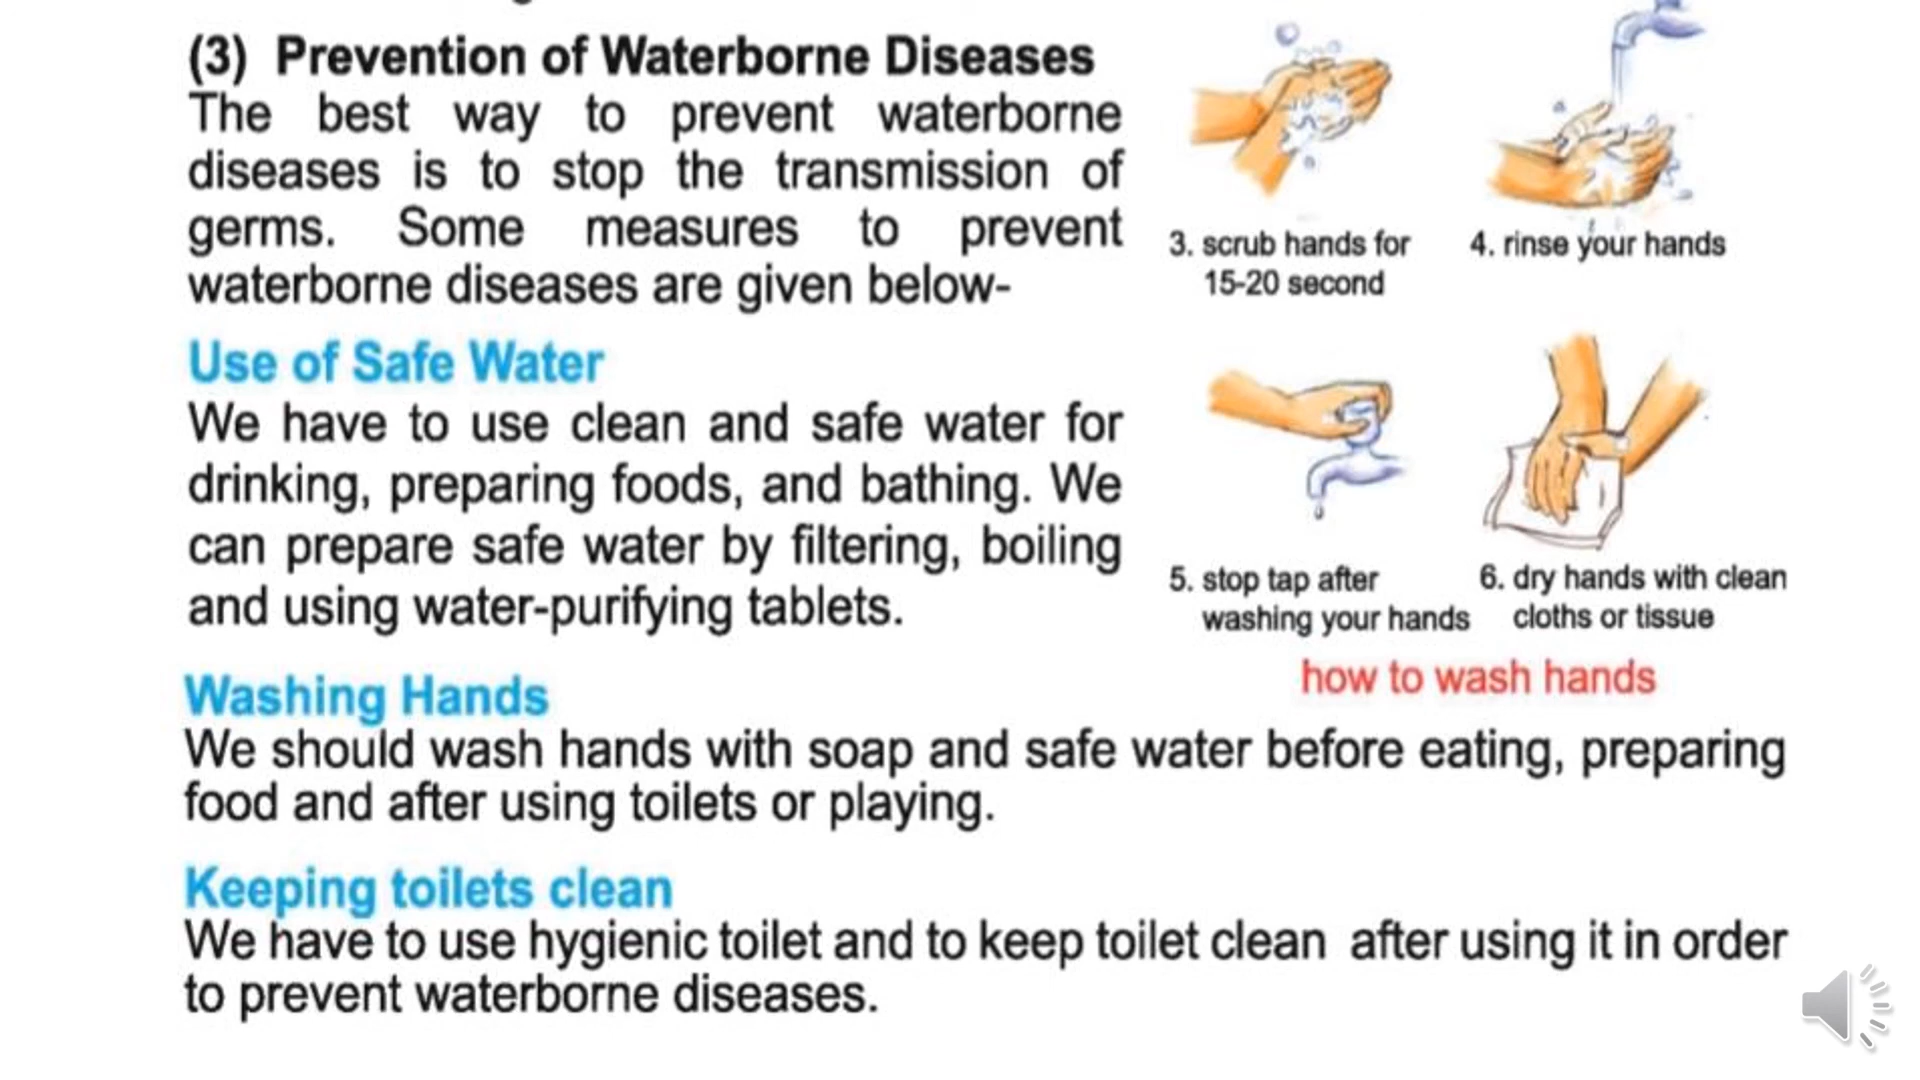 (3) Prevention of Waterborne Diseases
The best way to prevent waterborne
diseases is to stop the transmission of
germs. Some measures to prevent
waterborne diseases are given below-
Use of Safe Water
We have to use clean and safe water for
drinking, preparing foods, and bathing. We
can prepare safe water by filtering, boiling
and using water-purifying tablets.
3. scrub hands for
15-20 second
4. rinse your hands
5. stop tap after
washing your hands
6. dry hands with clean
cloths or tissue
how to wash hands
Washing Hands
We should wash hands with soap and safe water before eating, preparing
food and after using toilets or playing.
Keeping toilets clean
We have to use hygienic toilet and to keep toilet clean after using it in order
to prevent waterborne diseases.